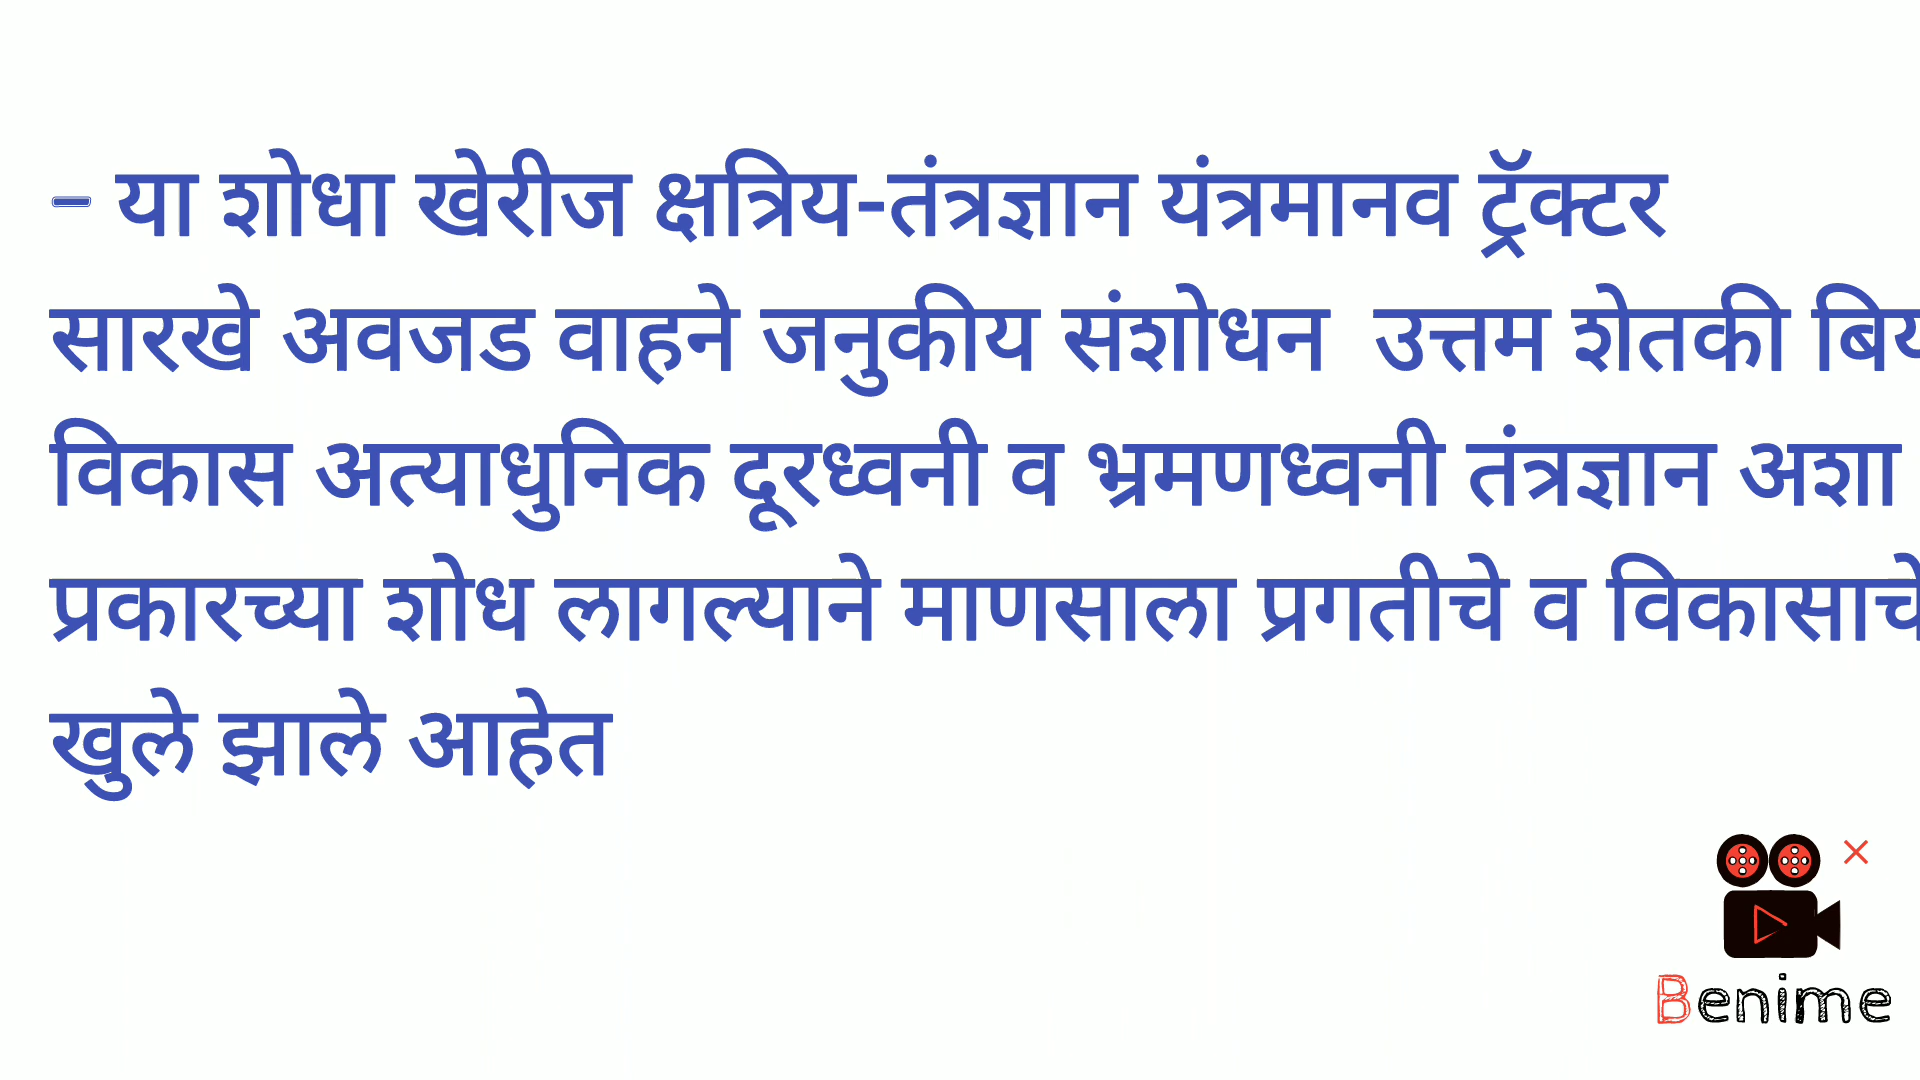 – या शोधा खेरीज क्षत्रिय-तंत्रज्ञान यंत्रमानव ट्रॅक्टर
सारखे अवजड वाहने जनुकीय संशोधन उत्तम शेतकी
विकास अत्याधुनिक दूरध्वनी व भ्रमणध्वनी तंत्रज्ञान अशा
प्रकारच्या शोध लागल्याने माणसाला प्रगतीचे व विकासाचे
खुले झाले आहेत
Benime